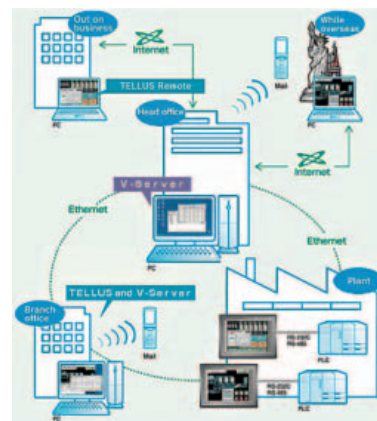 Out on
business
Internet
While
overseas
Mail
PC
TELLUS Remote
PC
Head office
Internet
V-Server
Ethernet
Ethernet
PC
TELLUS and V-Server
Plant
Branch
office
Mail
RS-232C
RS-485
PLC
RS-232C
RS-485
PLC
PC